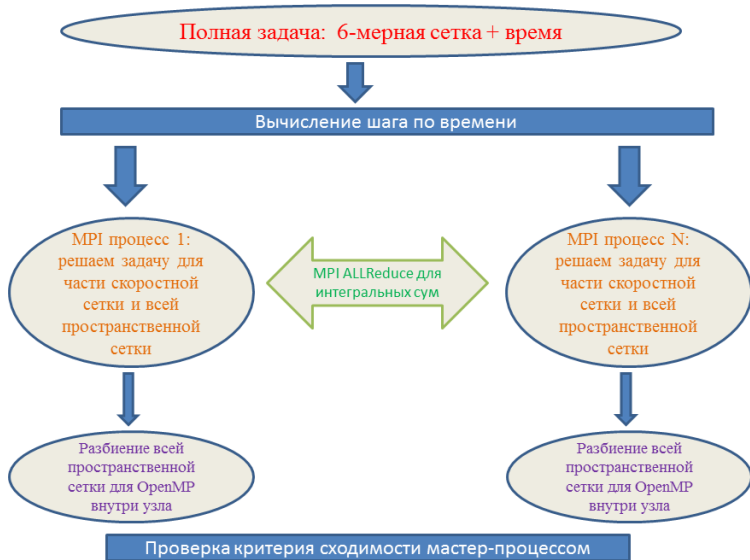 Полная задача: 6-мерная сетка + время
Вычисление шага по времени
MPI процесс 1:
решаем задачу для
части скоростной
сетки и всей
пространственной
сетки
MPI ALLReduce для
интегральных сум
MPI процесс N:
решаем задачу для
части скоростной
сетки и всей
пространственной
сетки
Разбиение всей
пространственной
сетки для OpenMP
внутри узла
Разбиение всей
пространственной
сетки для OpenMP
внутри узла
Проверка критерия сходимости мастер-процессом